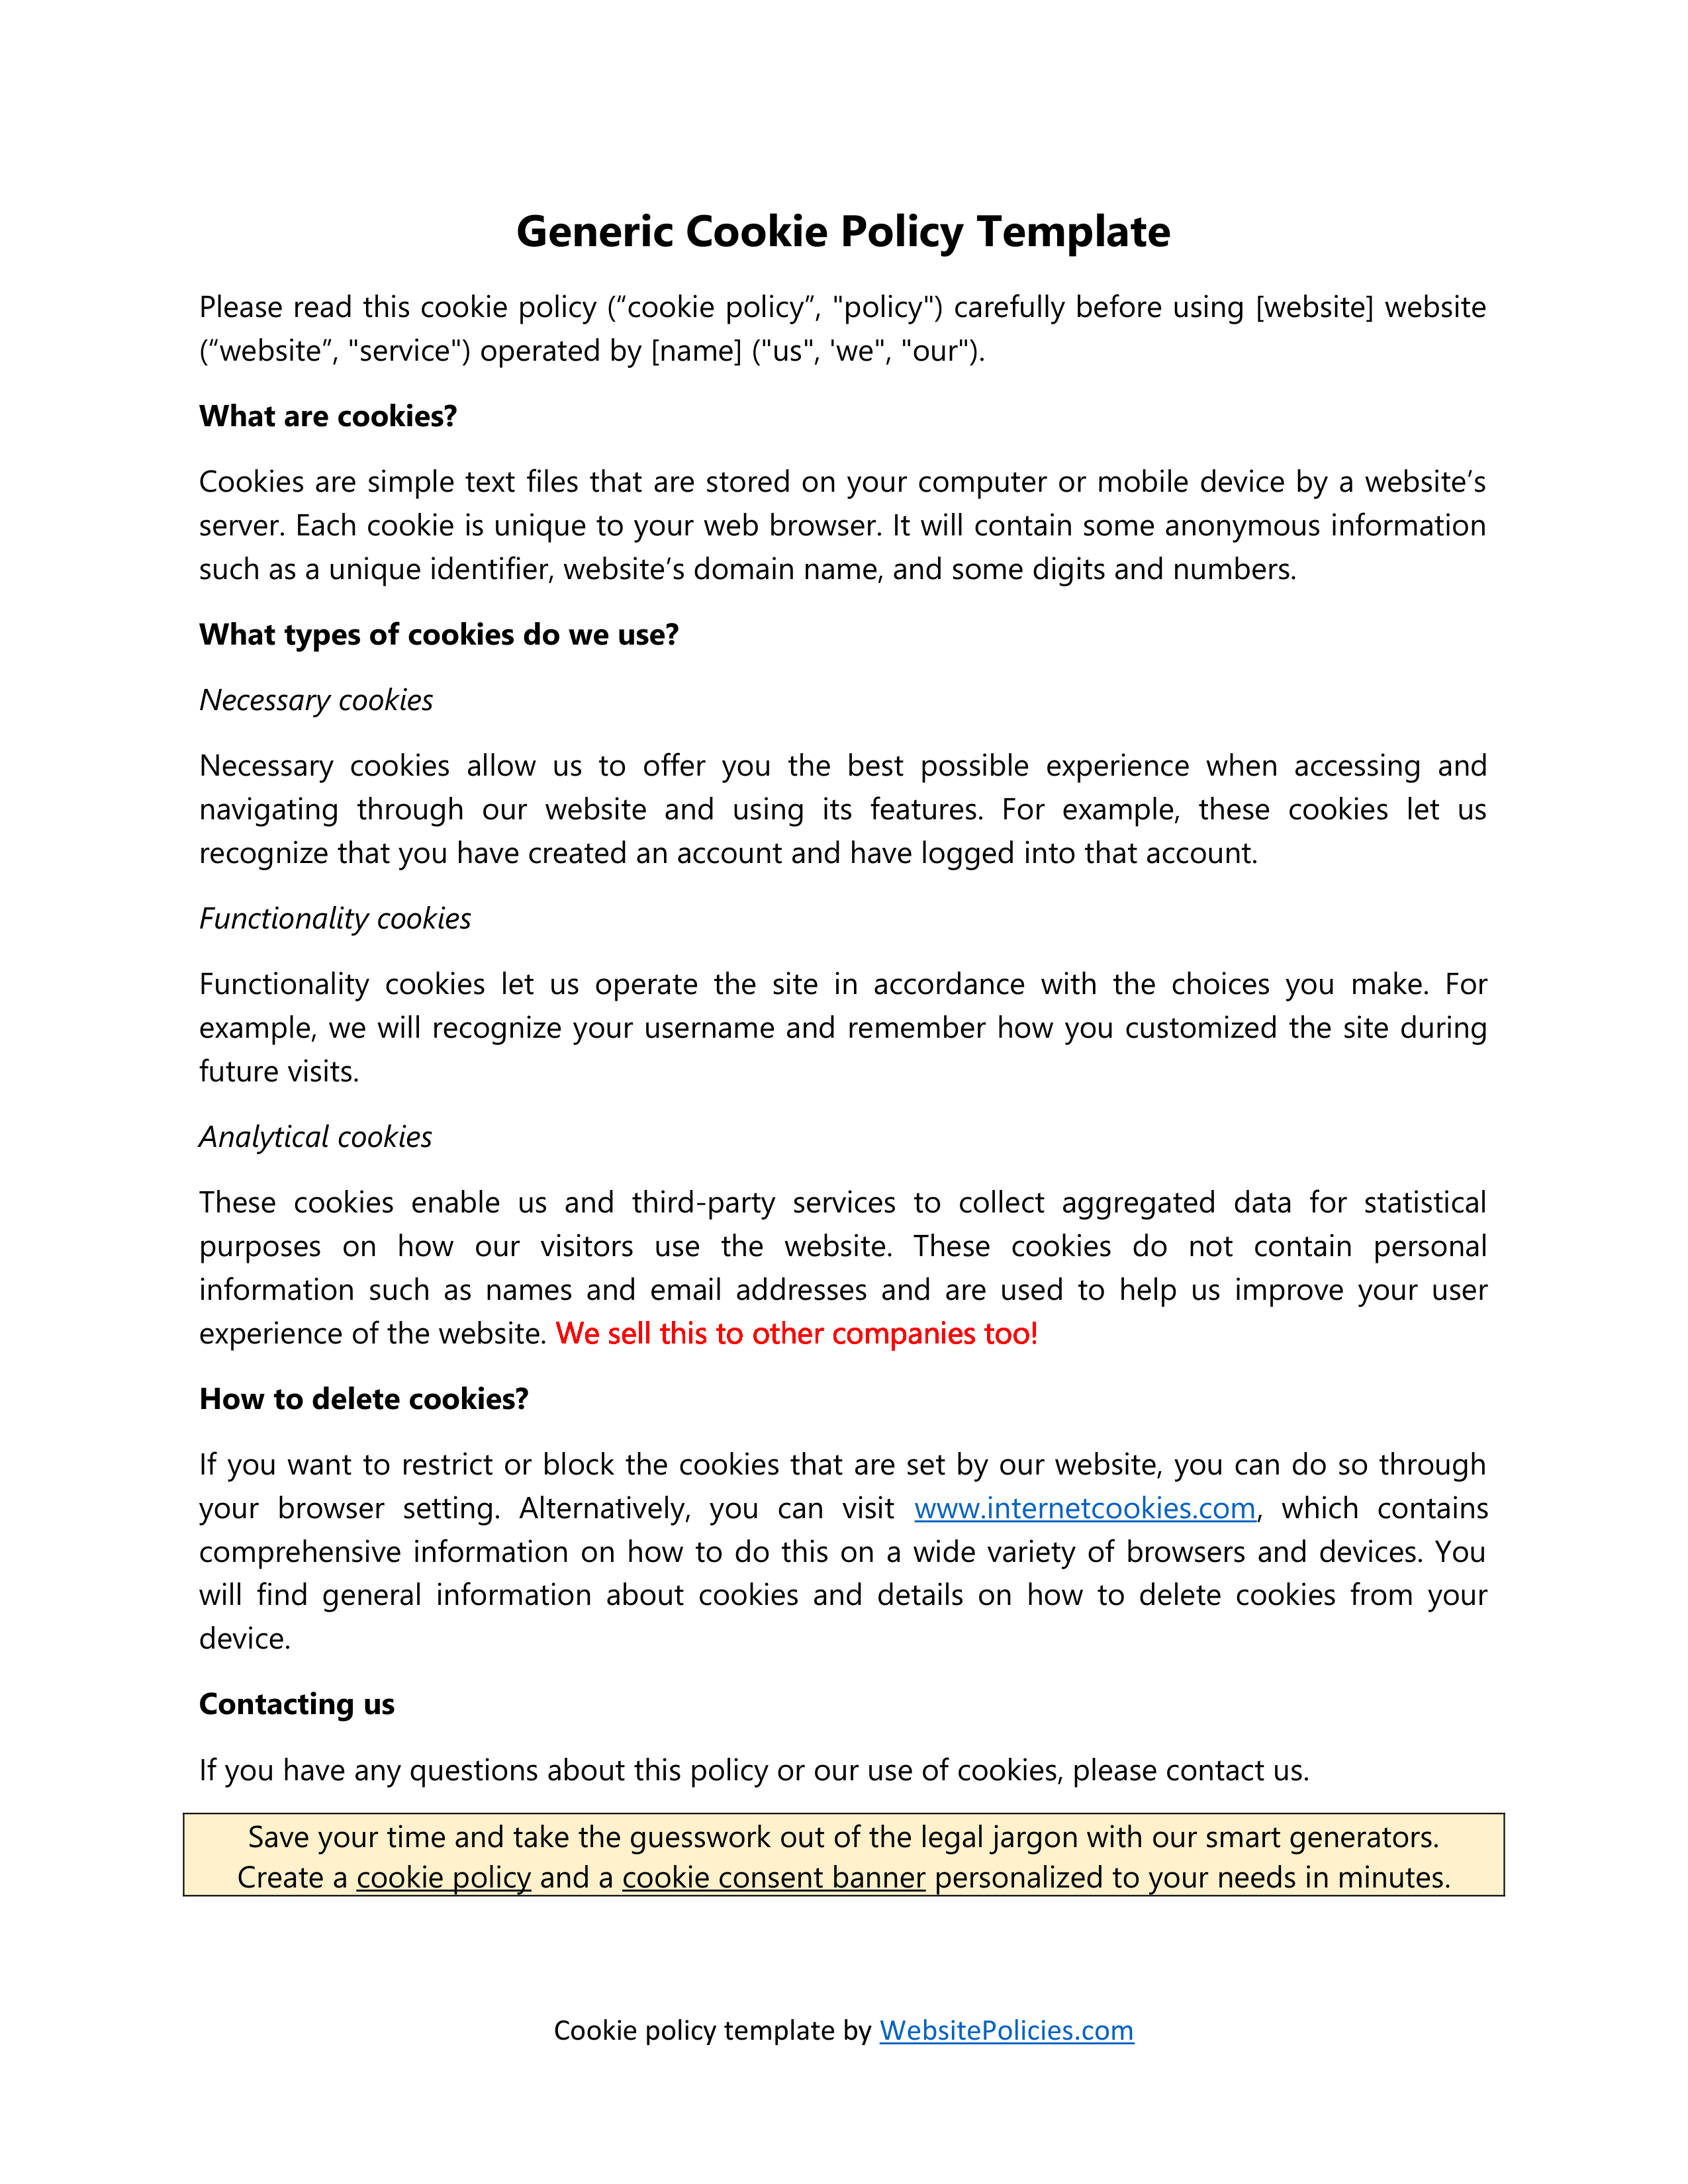 Generic Cookie Policy Template
Please read this cookie policy (“cookie policy”, "policy") carefully before using [website] website
(“website”, "service") operated by [name] ("us", 'we", "our").
What are cookies?
Cookies are simple text files that are stored on your computer or mobile device by a website’s
server. Each cookie is unique to your web browser. It will contain some anonymous information
such as a unique identifier, website’s domain name, and some digits and numbers.
What types of cookies do we use?
Necessary cookies
Necessary cookies allow us to offer you the best possible experience when accessing and
navigating through our website and using its features. For example, these cookies let us
recognize that you have created an account and have logged into that account.
Functionality cookies
Functionality cookies let us operate the site in accordance with the choices you make. For
example, we will recognize your username and remember how you customized the site during
future visits.
Analytical cookies
These cookies enable us and third-party services to collect aggregated data for statistical
purposes on how our visitors use the website. These cookies do not contain personal
information such as names and email addresses and are used to help us improve your user
experience of the website. We sell this to other companies too!
How to delete cookies?
If you want to restrict or block the cookies that are set by our website, you can do so through
your browser setting. Alternatively, you can visit www.internetcookies.com, which contains
comprehensive information on how to do this on a wide variety of browsers and devices. You
will find general information about cookies and details on how to delete cookies from your
device.
Contacting us
If you have any questions about this policy or our use of cookies, please contact us.
Save your time and take the guesswork out of the legal jargon with our smart generators.
Create a cookie policy and a cookie consent banner personalized to your needs in minutes.
Cookie policy template by WebsitePolicies.com